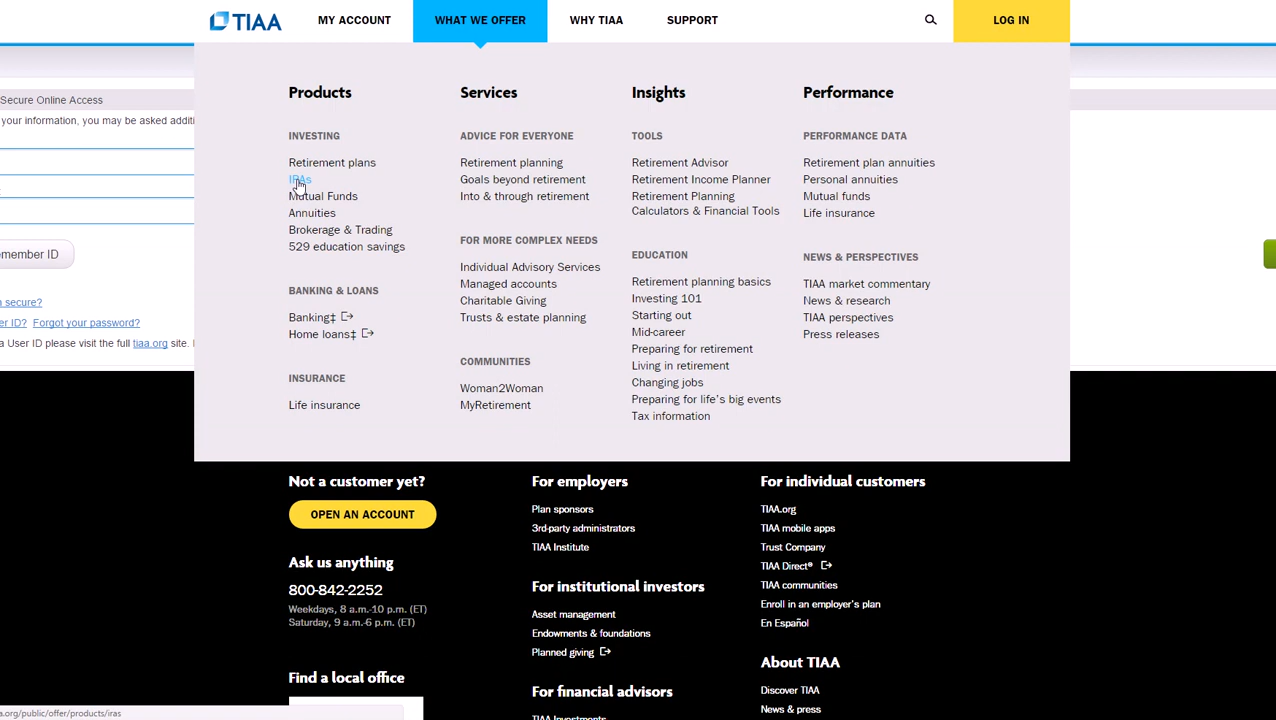 TIAA
MY ACCOUNT
WHAT WE OFFER
WHY TIAA
SUPPORT
LOG IN
Secure Online Access
your information, you may be asked additi
emember ID
secure?
er ID? Forgot your password?
a User ID please visit the full tiaa.org site.
Products
INVESTING
Retirement plans
IRAs
Mutual Funds
Annuities
Brokerage & Trading
529 education savings
BANKING & LOANS
Banking‡
Home loans‡
INSURANCE
Life insurance
Services
ADVICE FOR EVERYONE
Retirement planning
Goals beyond retirement
Into & through retirement
FOR MORE COMPLEX NEEDS
Individual Advisory Services
Managed accounts
Charitable Giving
Trusts & estate planning
COMMUNITIES
Woman2Woman
MyRetirement
Insights
TOOLS
Retirement Advisor
Retirement Income Planner
Retirement Planning
Calculators & Financial Tools
EDUCATION
Retirement planning basics
Investing 101
Starting out
Mid-career
Preparing for retirement
Living in retirement
Changing jobs
Preparing for life's big events
Tax information
Performance
PERFORMANCE DATA
Retirement plan annuities
Personal annuities
Mutual funds
Life insurance
NEWS & PERSPECTIVES
TIAA market commentary
News & research
TIAA perspectives
Press releases
Not a customer yet?
OPEN AN ACCOUNT
Ask us anything
800-842-2252
Weekdays, 8 a.m.-10 p.m. (ET)
Saturday, 9 a.m.-6 p.m. (ET)
Find a local office
For employers
Plan sponsors
3rd-party administrators
TIAA Institute
For institutional investors
Asset management
Endowments & foundations
Planned giving
For financial advisors
TIAA Investments
For individual customers
TIAA.org
TIAA mobile apps
Trust Company
TIAA Direct®
TIAA communities
Enroll in an employer's plan
En Español
About TIAA
Discover TIAA
News & press
a.org/public/offer/products/iras